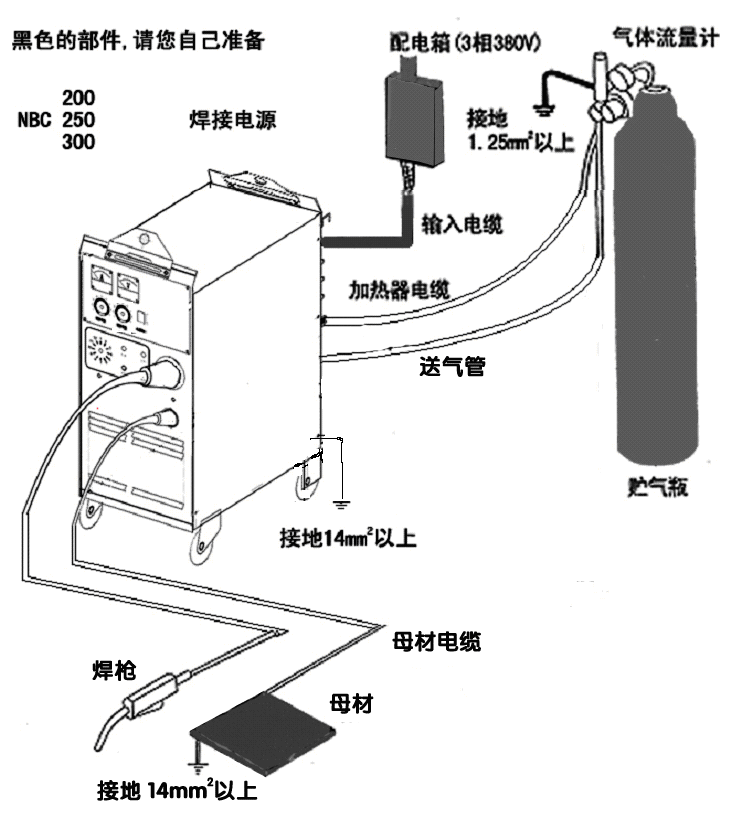 黑色的部件,请您自己准备
配电箱(3相380V)
气体流量计
200
NBC 250
300
焊接电源
接地
1.25mm²以上
输入电缆
加热器电缆
送气管
贮气瓶
接地14mm²以上
母材电缆
焊枪
母材
接地 14mm²以上